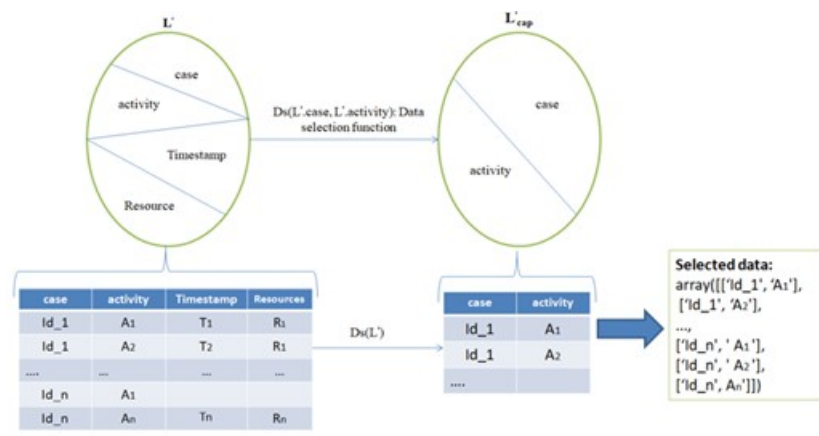 L'
L'cap
case
activity
Timestamp
Resource
Ds(L'.case, L'.activity): Data
selection function
case
activity
case activity Timestamp Resources
Id_1 A1 T1 R1
Id_1 A2 T2 R1
.... ... ... ...
Id_n A1
Id_n An Tn Rn
Ds(L')
case activity
Id_1 A1
Id_1 A2
....
Selected data:
array([['Id_1', 'A1'],
['Id_1', 'A2'],
...,
['Id_n', ' A1'],
['Id_n', ' A2'],
['Id_n', An']])